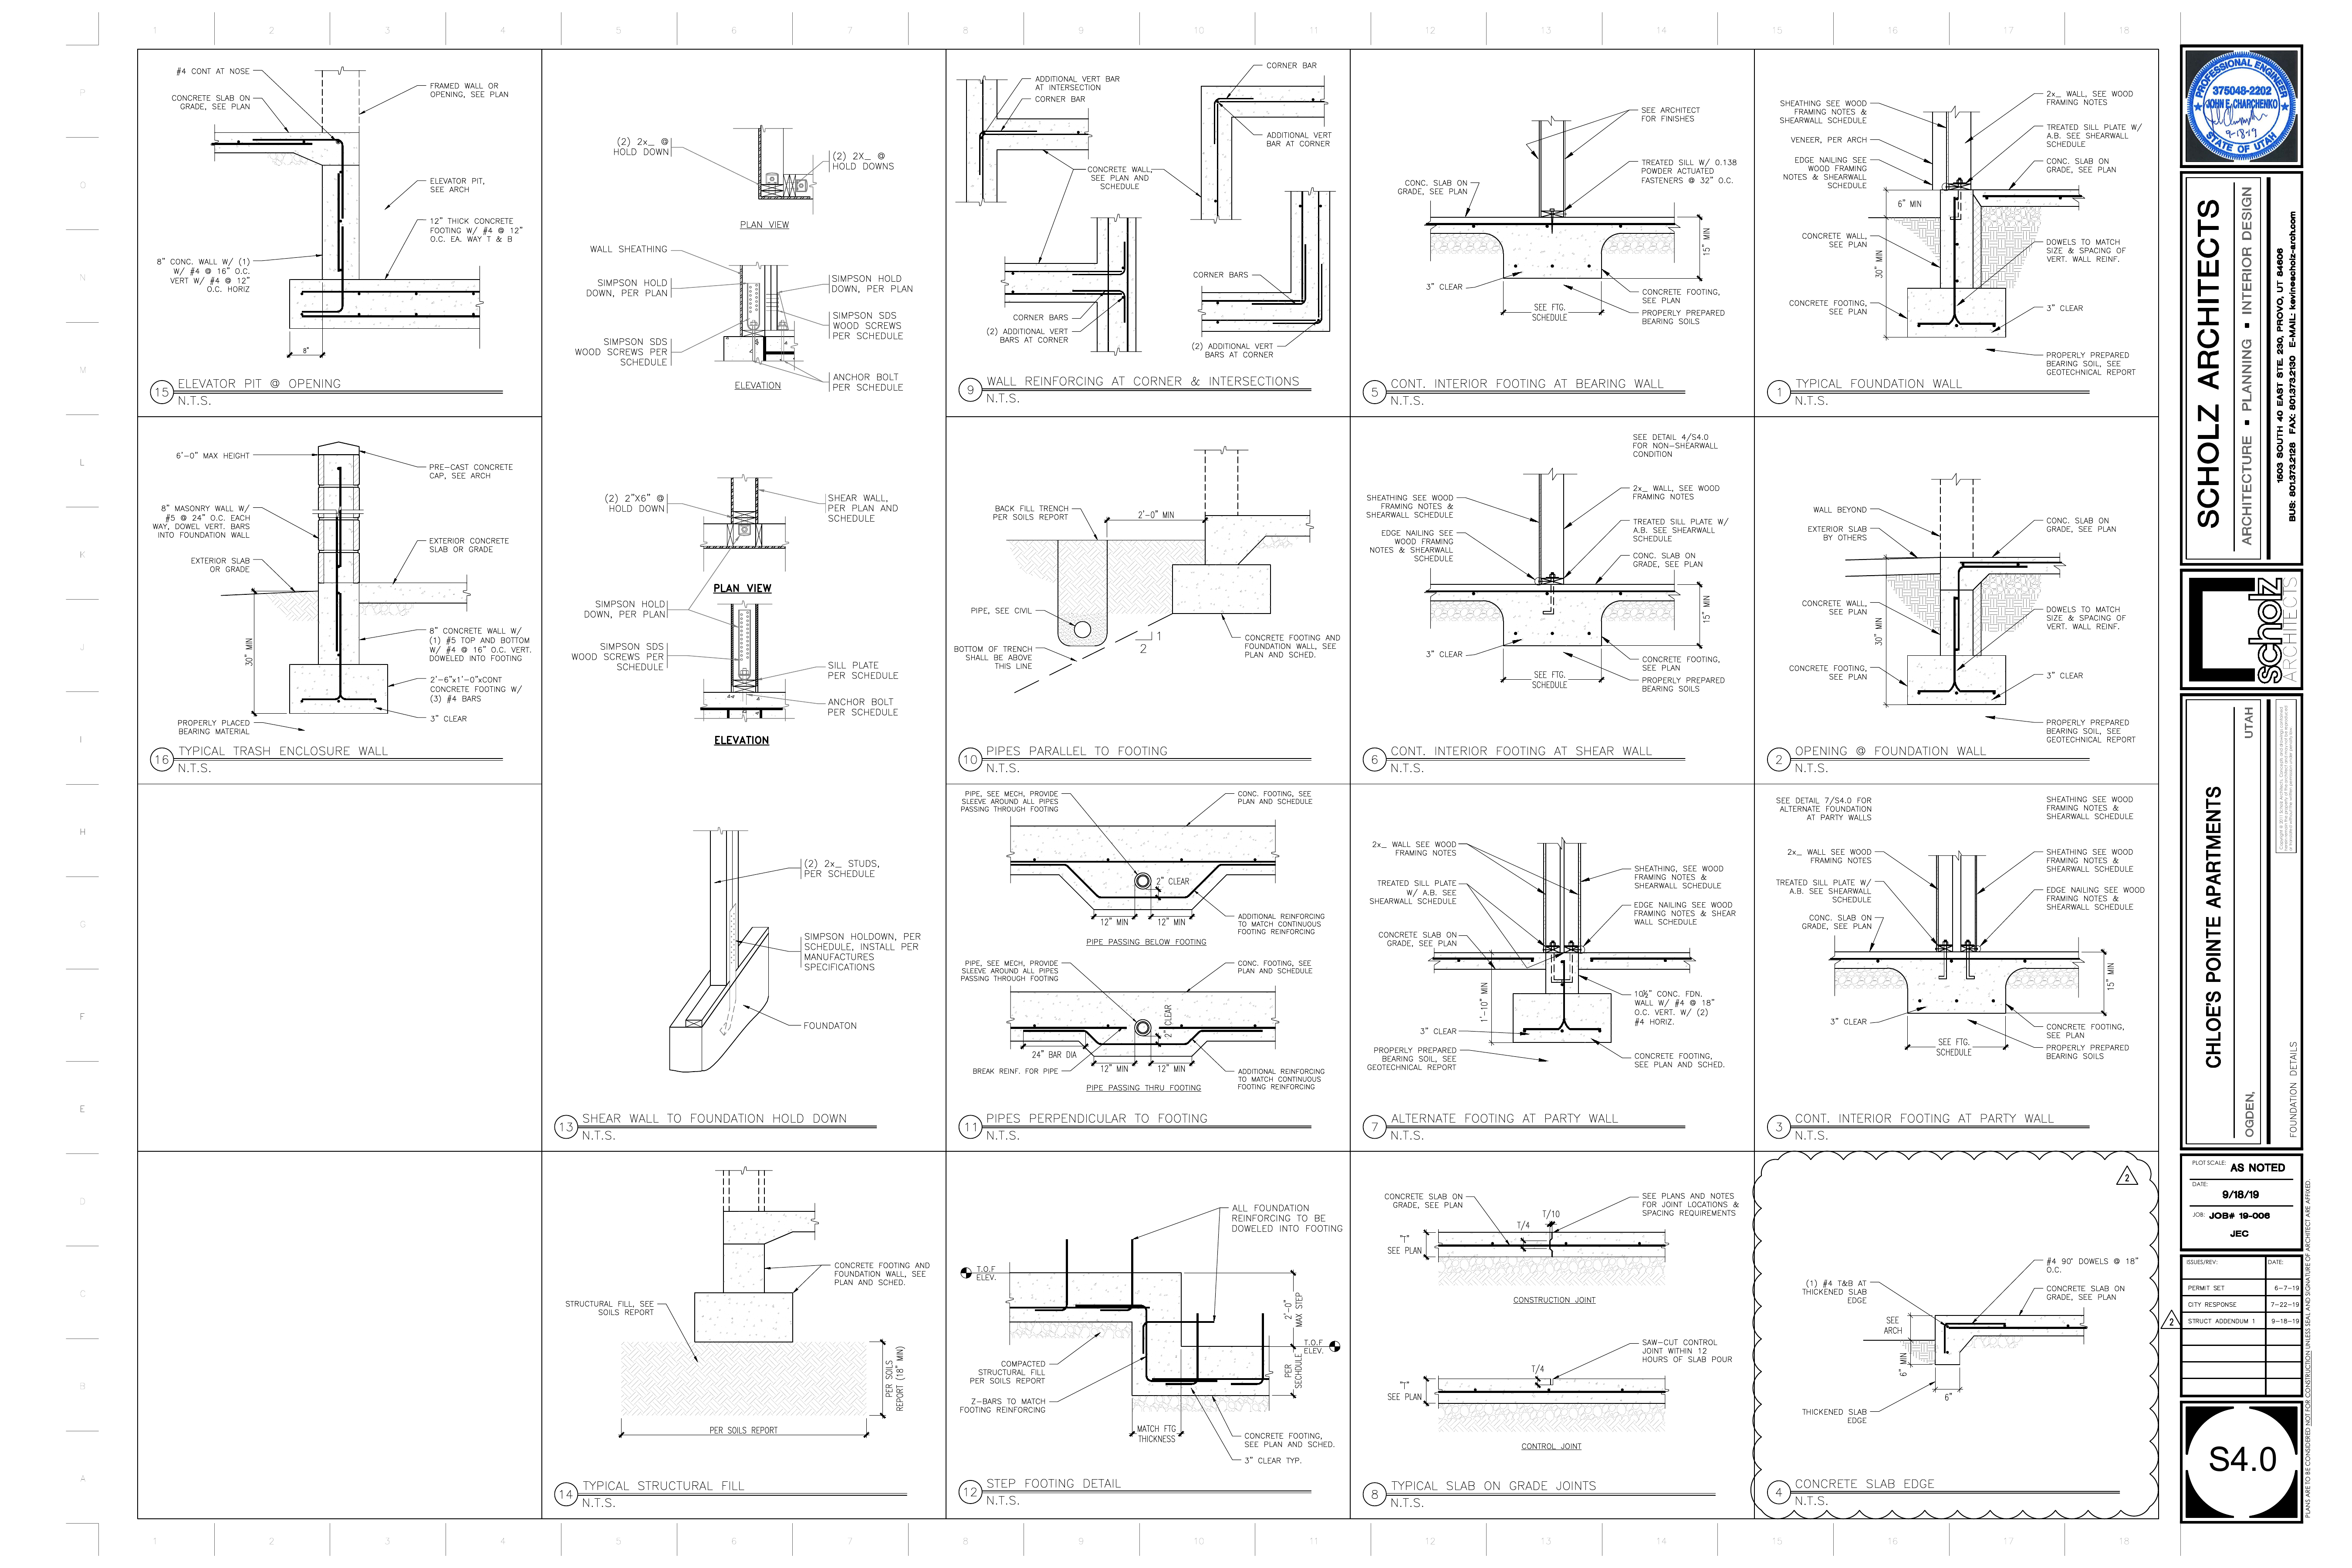 #4 CONT AT NOSE
CONCRETE SLAB ON
GRADE, SEE PLAN
FRAMED WALL OR
OPENING, SEE PLAN
ELEVATOR PIT,
SEE ARCH
12" THICK CONCRETE
FOOTING W/ #4 @ 12"
O.C. EA. WAY T & B
8" CONC. WALL W/ (1)
W/ #4 @ 16" O.C.
VERT W/ #4 @ 12"
O.C. HORIZ
8"
15 ELEVATOR PIT @ OPENING
N.T.S.
6'-0" MAX HEIGHT
PRE-CAST CONCRETE
CAP, SEE ARCH
8" MASONRY WALL W/
#5 @ 24" O.C. EACH
WAY, DOWEL VERT. BARS
INTO FOUNDATION WALL
EXTERIOR SLAB
OR GRADE
EXTERIOR CONCRETE
SLAB OR GRADE
30" MIN
8" CONCRETE WALL W/
(1) #5 TOP AND BOTTOM
W/ #4 @ 16" O.C. VERT.
DOWELED INTO FOOTING
2'-6"x1'-0"xCONT
CONCRETE FOOTING W/
(3) #4 BARS
3" CLEAR
PROPERLY PLACED
BEARING MATERIAL
16 TYPICAL TRASH ENCLOSURE WALL
N.T.S.
(2) 2x_ @
HOLD DOWN
(2) 2X_ @
HOLD DOWNS
PLAN VIEW
WALL SHEATHING
SIMPSON HOLD
DOWN, PER PLAN
SIMPSON HOLD
DOWN, PER PLAN
SIMPSON SDS
WOOD SCREWS
PER SCHEDULE
SIMPSON SDS
WOOD SCREWS PER
SCHEDULE
ANCHOR BOLT
PER SCHEDULE
ELEVATION
(2) 2"X6" @
HOLD DOWN
SHEAR WALL,
PER PLAN AND
SCHEDULE
PLAN VIEW
SIMPSON HOLD
DOWN, PER PLAN
SIMPSON SDS
WOOD SCREWS PER
SCHEDULE
SILL PLATE
PER SCHEDULE
ANCHOR BOLT
PER SCHEDULE
ELEVATION
(2) 2x_ STUDS,
PER SCHEDULE
SIMPSON HOLDOWN, PER
SCHEDULE, INSTALL PER
MANUFACTURES
SPECIFICATIONS
FOUNDATON
13 SHEAR WALL TO FOUNDATION HOLD DOWN
N.T.S.
CONCRETE FOOTING AND
FOUNDATION WALL, SEE
PLAN AND SCHED.
STRUCTURAL FILL, SEE
SOILS REPORT
PER SOILS
REPORT (18" MIN)
PER SOILS REPORT
14 TYPICAL STRUCTURAL FILL
N.T.S.
ADDITIONAL VERT BAR
AT INTERSECTION
CORNER BAR
CORNER BAR
ADDITIONAL VERT
BAR AT CORNER
CONCRETE WALL,
SEE PLAN AND
SCHEDULE
CORNER BARS
CORNER BARS
(2) ADDITIONAL VERT
BARS AT CORNER
(2) ADDITIONAL VERT
BARS AT CORNER
9 WALL REINFORCING AT CORNER & INTERSECTIONS
N.T.S.
BACK FILL TRENCH
PER SOILS REPORT
2'-0" MIN
PIPE, SEE CIVIL
1
2
BOTTOM OF TRENCH
SHALL BE ABOVE
THIS LINE
CONCRETE FOOTING AND
FOUNDATION WALL, SEE
PLAN AND SCHED.
10 PIPES PARALLEL TO FOOTING
N.T.S.
PIPE, SEE MECH, PROVIDE
SLEEVE AROUND ALL PIPES
PASSING THROUGH FOOTING
CONC. FOOTING, SEE
PLAN AND SCHEDULE
2" CLEAR
12" MIN
12" MIN
ADDITIONAL REINFORCING
TO MATCH CONTINUOUS
FOOTING REINFORCING
PIPE PASSING BELOW FOOTING
PIPE, SEE MECH, PROVIDE
SLEEVE AROUND ALL PIPES
PASSING THROUGH FOOTING
CONC. FOOTING, SEE
PLAN AND SCHEDULE
2" CLEAR
24" BAR DIA
BREAK REINF. FOR PIPE
12" MIN
12" MIN
ADDITIONAL REINFORCING
TO MATCH CONTINUOUS
FOOTING REINFORCING
PIPE PASSING THRU FOOTING
11 PIPES PERPENDICULAR TO FOOTING
N.T.S.
ALL FOUNDATION
REINFORCING TO BE
DOWELED INTO FOOTING
T.O.F
ELEV.
2'-0"
MAX STEP
T.O.F
ELEV.
PER
SECHDULE
COMPACTED
STRUCTURAL FILL
PER SOILS REPORT
Z-BARS TO MATCH
FOOTING REINFORCING
MATCH FTG
THICKNESS
CONCRETE FOOTING,
SEE PLAN AND SCHED.
3" CLEAR TYP.
12 STEP FOOTING DETAIL
N.T.S.
SEE ARCHITECT
FOR FINISHES
TREATED SILL W/ 0.138
POWDER ACTUATED
FASTENERS @ 32" O.C.
CONC. SLAB ON
GRADE, SEE PLAN
15" MIN
3" CLEAR
SEE FTG.
SCHEDULE
CONCRETE FOOTING,
SEE PLAN
PROPERLY PREPARED
BEARING SOILS
5 CONT. INTERIOR FOOTING AT BEARING WALL
N.T.S.
SEE DETAIL 4/S4.0
FOR NON-SHEARWALL
CONDITION
SHEATHING SEE WOOD
FRAMING NOTES &
SHEARWALL SCHEDULE
2x_ WALL, SEE WOOD
FRAMING NOTES
EDGE NAILING SEE
WOOD FRAMING
NOTES & SHEARWALL
SCHEDULE
TREATED SILL PLATE W/
A.B. SEE SHEARWALL
SCHEDULE
CONC. SLAB ON
GRADE, SEE PLAN
15" MIN
3" CLEAR
SEE FTG.
SCHEDULE
CONCRETE FOOTING,
SEE PLAN
PROPERLY PREPARED
BEARING SOILS
6 CONT. INTERIOR FOOTING AT SHEAR WALL
N.T.S.
2x_ WALL SEE WOOD
FRAMING NOTES
TREATED SILL PLATE
W/ A.B. SEE
SHEARWALL SCHEDULE
CONCRETE SLAB ON
GRADE, SEE PLAN
SHEATHING, SEE WOOD
FRAMING NOTES &
SHEARWALL SCHEDULE
EDGE NAILING SEE WOOD
FRAMING NOTES & SHEAR
WALL SCHEDULE
1'-10" MIN
10½" CONC. FDN.
WALL W/ #4 @ 18"
O.C. VERT. W/ (2)
#4 HORIZ.
3" CLEAR
PROPERLY PREPARED
BEARING SOIL, SEE
GEOTECHNICAL REPORT
CONCRETE FOOTING,
SEE PLAN AND SCHED.
7 ALTERNATE FOOTING AT PARTY WALL
N.T.S.
CONCRETE SLAB ON
GRADE, SEE PLAN
SEE PLANS AND NOTES
FOR JOINT LOCATIONS &
SPACING REQUIREMENTS
T/10
T/4
"T"
SEE PLAN
CONSTRUCTION JOINT
SAW-CUT CONTROL
JOINT WITHIN 12
HOURS OF SLAB POUR
T/4
"T"
SEE PLAN
CONTROL JOINT
8 TYPICAL SLAB ON GRADE JOINTS
N.T.S.
SHEATHING SEE WOOD
FRAMING NOTES &
SHEARWALL SCHEDULE
VENEER, PER ARCH
EDGE NAILING SEE
WOOD FRAMING
NOTES & SHEARWALL
SCHEDULE
6" MIN
CONCRETE WALL,
SEE PLAN
30" MIN
CONCRETE FOOTING,
SEE PLAN
2x_ WALL, SEE WOOD
FRAMING NOTES
TREATED SILL PLATE W/
A.B. SEE SHEARWALL
SCHEDULE
CONC. SLAB ON
GRADE, SEE PLAN
DOWELS TO MATCH
SIZE & SPACING OF
VERT. WALL REINF.
3" CLEAR
PROPERLY PREPARED
BEARING SOIL, SEE
GEOTECHNICAL REPORT
1 TYPICAL FOUNDATION WALL
N.T.S.
WALL BEYOND
EXTERIOR SLAB
BY OTHERS
CONCRETE WALL,
SEE PLAN
30" MIN
CONCRETE FOOTING,
SEE PLAN
CONC. SLAB ON
GRADE, SEE PLAN
DOWELS TO MATCH
SIZE & SPACING OF
VERT. WALL REINF.
3" CLEAR
PROPERLY PREPARED
BEARING SOIL, SEE
GEOTECHNICAL REPORT
2 OPENING @ FOUNDATION WALL
N.T.S.
SEE DETAIL 7/S4.0 FOR
ALTERNATE FOUNDATION
AT PARTY WALLS
SHEATHING SEE WOOD
FRAMING NOTES &
SHEARWALL SCHEDULE
2x_ WALL SEE WOOD
FRAMING NOTES
TREATED SILL PLATE W/
A.B. SEE SHEARWALL
SCHEDULE
CONC. SLAB ON
GRADE, SEE PLAN
SHEATHING SEE WOOD
FRAMING NOTES &
SHEARWALL SCHEDULE
EDGE NAILING SEE WOOD
FRAMING NOTES &
SHEARWALL SCHEDULE
15" MIN
3" CLEAR
SEE FTG.
SCHEDULE
CONCRETE FOOTING,
SEE PLAN
PROPERLY PREPARED
BEARING SOILS
3 CONT. INTERIOR FOOTING AT PARTY WALL
N.T.S.
2
#4 90° DOWELS @ 18"
O.C.
(1) #4 T&B AT
THICKENED SLAB
EDGE
CONCRETE SLAB ON
GRADE, SEE PLAN
SEE
ARCH
6" MIN
6"
THICKENED SLAB
EDGE
4 CONCRETE SLAB EDGE
N.T.S.
PROFESSIONAL ENGINEER
375048-2202
JOHN E. CHARCHENKO
9-18-19
STATE OF UTAH
SCHOLZ ARCHITECTS
ARCHITECTURE ▪ PLANNING ▪ INTERIOR DESIGN
1503 SOUTH 40 EAST STE. 230, PROVO, UT 84606
BUS: 801.373.2128 FAX: 801.373.2130 E-MAIL: kevin@scholz-arch.com
scholz
ARCHITECTS
CHLOE'S POINTE APARTMENTS
OGDEN,
UTAH
FOUNDATION DETAILS
PLOT SCALE: AS NOTED
DATE:
9/18/19
JOB: JOB# 19-006
JEC
ISSUES/REV: DATE:
PERMIT SET 6-7-19
CITY RESPONSE 7-22-19
2 STRUCT ADDENDUM 1 9-18-19
S4.0
PLANS ARE TO BE CONSIDERED NOT FOR CONSTRUCTION UNLESS SEAL AND SIGNATURE OF ARCHITECT ARE AFFIXED.
1 2 3 4 5 6 7 8 9 10 11 12 13 14 15 16 17 18
P
O
N
M
L
K
J
I
H
G
F
E
D
C
B
A
1 2 3 4 5 6 7 8 9 10 11 12 13 14 15 16 17 18